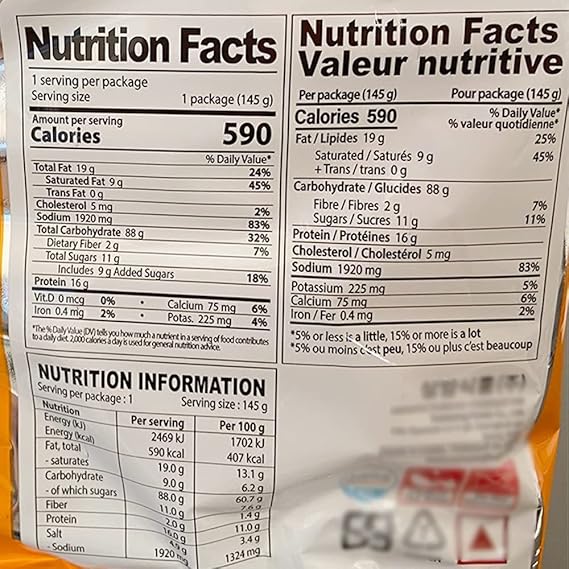 Nutrition Facts
1 serving per package
Serving size 1 package (145 g)
Amount per serving
Calories 590
% Daily Value*
Total Fat 19 g 24%
Saturated Fat 9 g 45%
Trans Fat 0 g
Cholesterol 5 mg 2%
Sodium 1920 mg 83%
Total Carbohydrate 88 g 32%
Dietary Fiber 2 g 7%
Total Sugars 11 g
Includes 9 g Added Sugars 18%
Protein 16 g
Vit.D 0 mcg 0% • Calcium 75 mg 6%
Iron 0.4 mg 2% • Potas. 225 mg 4%
*The % Daily Value (DV) tells you how much a nutrient in a serving of food contributes
to a daily diet. 2,000 calories a day is used for general nutrition advice.
Nutrition Facts
Valeur nutritive
Per package (145 g) Pour package (145 g)
Calories 590 % Daily Value*
% valeur quotidienne*
Fat / Lipides 19 g 25%
Saturated / Saturés 9 g 45%
+ Trans / trans 0 g
Carbohydrate / Glucides 88 g
Fibre / Fibres 2 g 7%
Sugars / Sucres 11 g 11%
Protein / Protéines 16 g
Cholesterol / Cholestérol 5 mg
Sodium 1920 mg 83%
Potassium 225 mg 5%
Calcium 75 mg 6%
Iron / Fer 0.4 mg 2%
*5% or less is a little, 15% or more is a lot
*5% ou moins c'est peu, 15% ou plus c'est beaucoup
NUTRITION INFORMATION
Serving per package : 1 Serving size : 145 g
Nutrition Per serving Per 100 g
Energy (kJ) 2469 kJ 1702 kJ
Energy (kcal) 590 kcal 407 kcal
Fat, total 19.0 g 13.1 g
- saturates 9.0 g 6.2 g
Carbohydrate 88.0 g 60.7 g
- of which sugars 11.0 g 7.6 g
Fiber 2.0 g 1.4 g
Protein 16.0 g 11.0 g
Salt 3.4 g
- Sodium 1920 mg 1324 mg